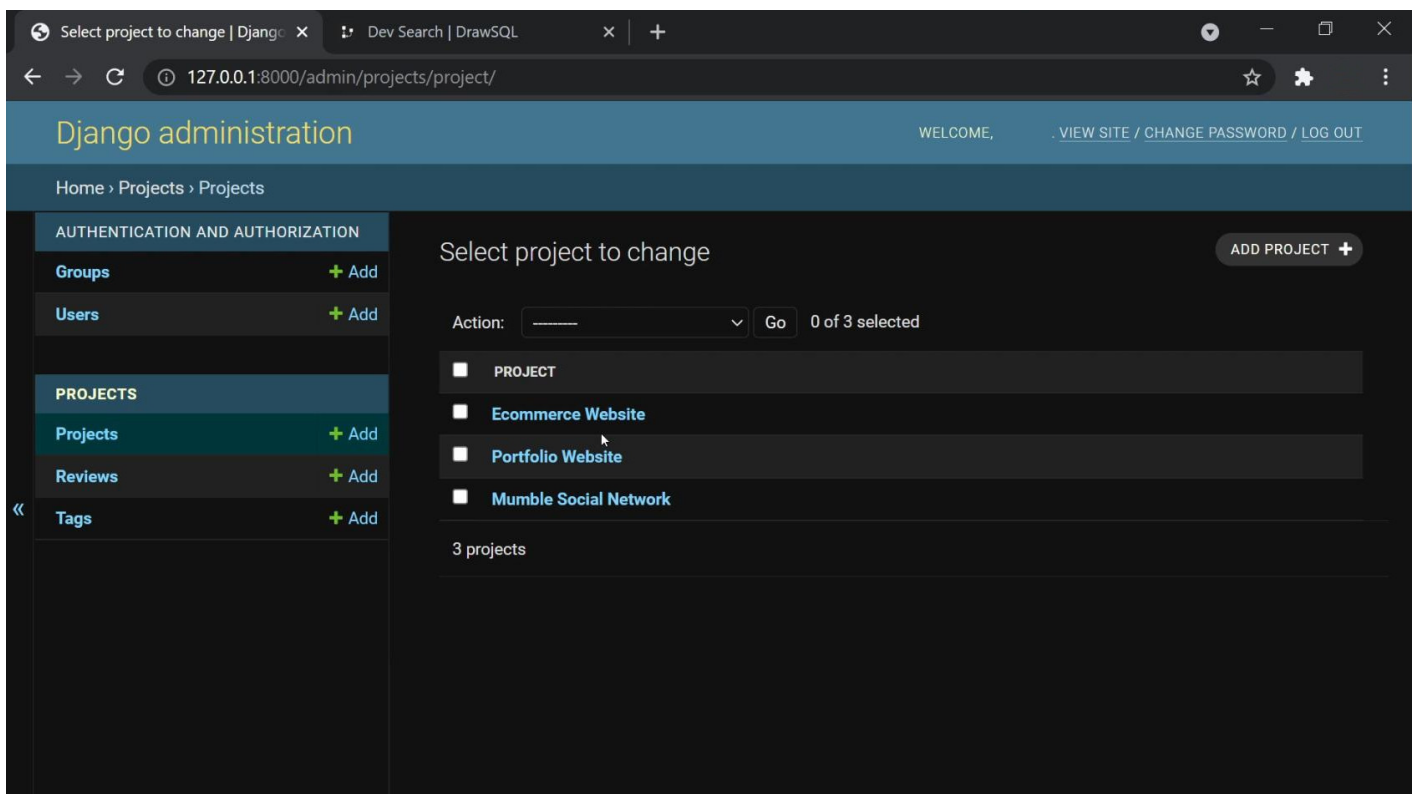 Select project to change | Django
Dev Search | DrawSQL
127.0.0.1:8000/admin/projects/project/
Django administration
WELCOME, . VIEW SITE / CHANGE PASSWORD / LOG OUT
Home › Projects › Projects
AUTHENTICATION AND AUTHORIZATION
Groups + Add
Users + Add
PROJECTS
Projects + Add
Reviews + Add
Tags + Add
«
Select project to change
ADD PROJECT +
Action: --------- Go 0 of 3 selected
PROJECT
Ecommerce Website
Portfolio Website
Mumble Social Network
3 projects